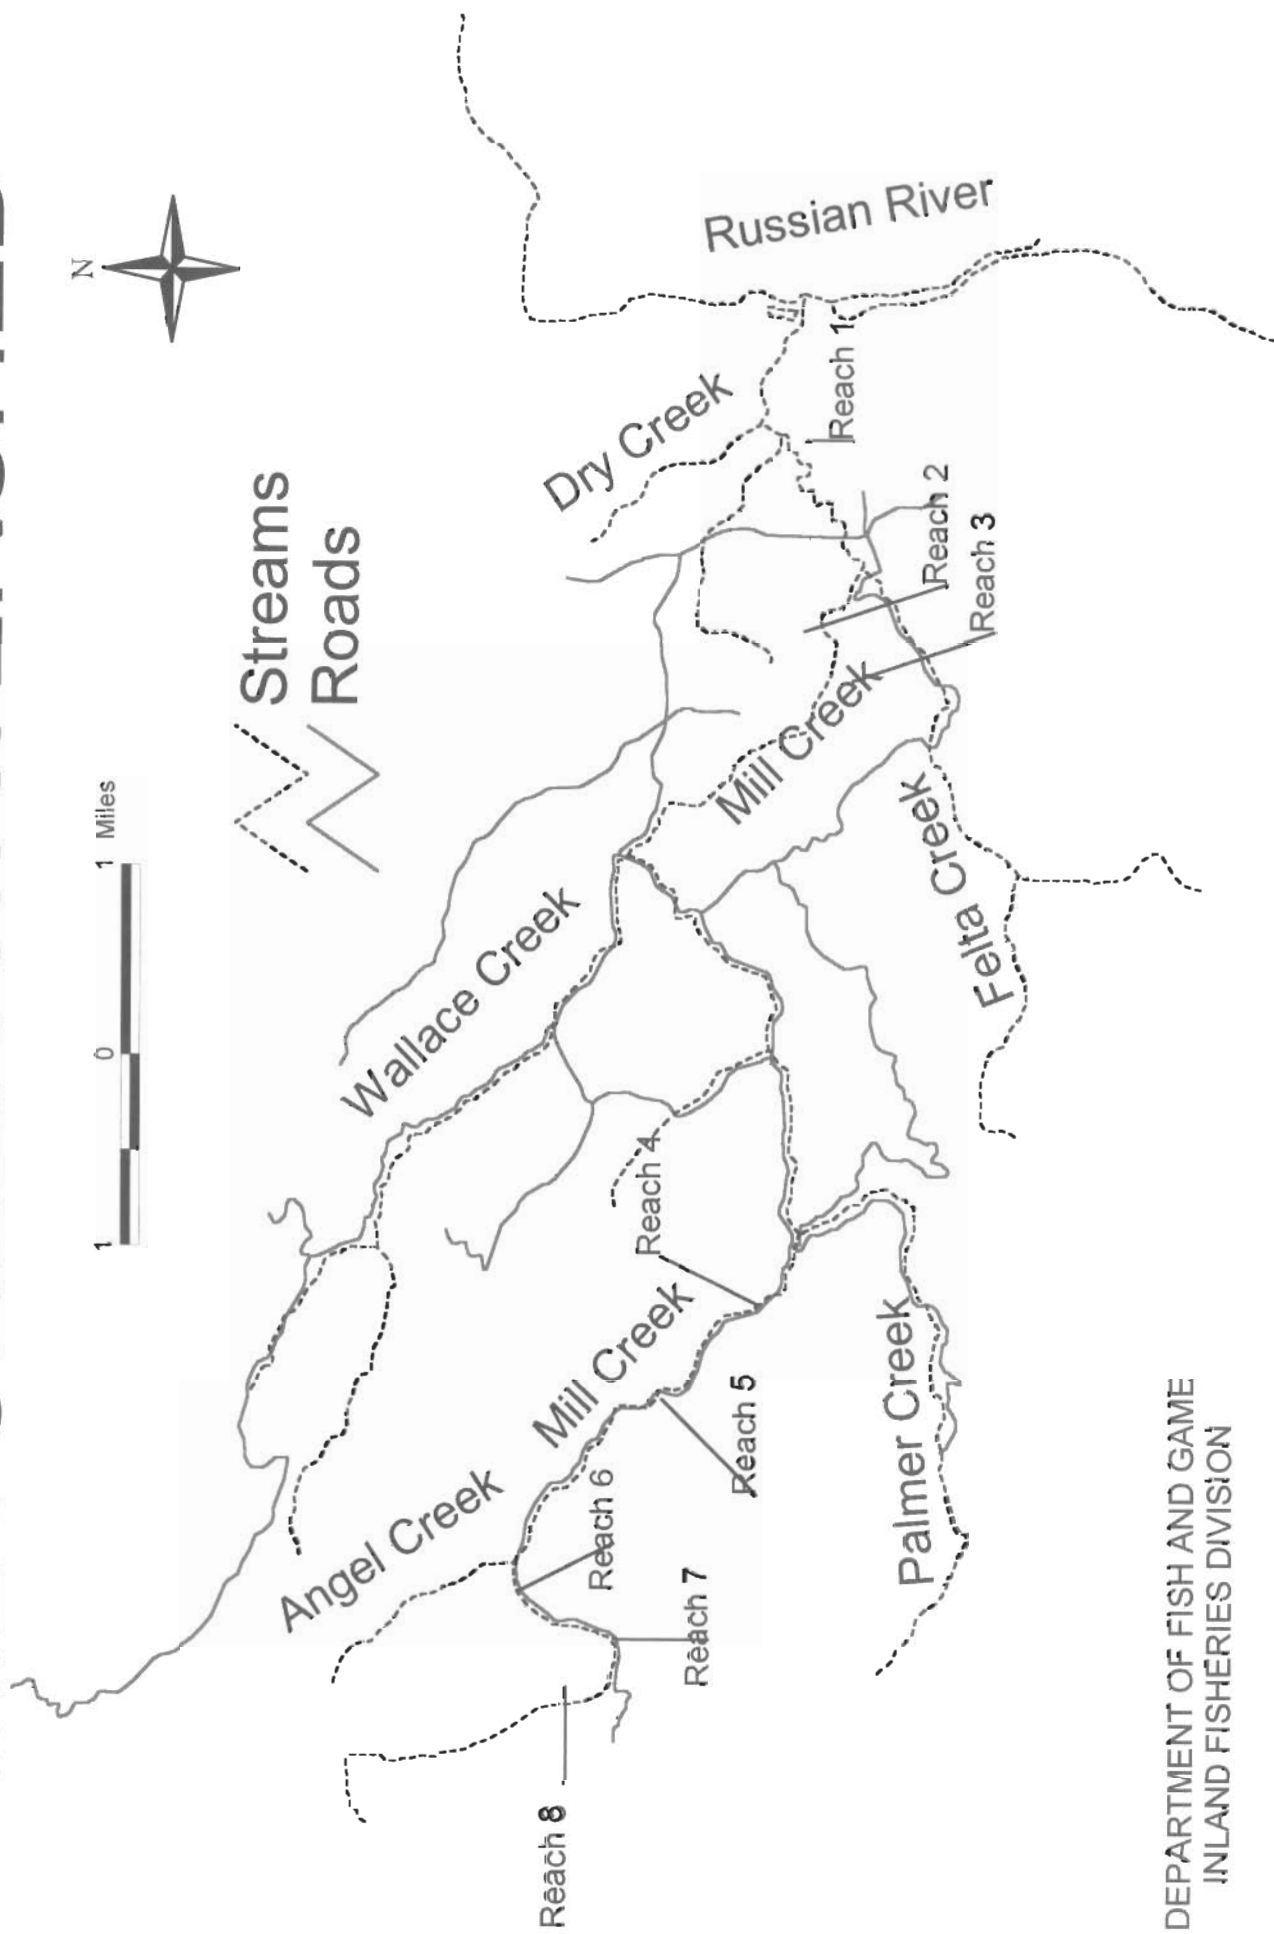 N
1 0 1 Miles
Streams
Roads
Russian River
Dry Creek
Reach 1
Reach 2
Reach 3
Mill Creek
Felta Creek
Wallace Creek
Reach 4
Mill Creek
Reach 5
Palmer Creek
Angel Creek
Reach 6
Reach 7
Reach 8
DEPARTMENT OF FISH AND GAME
INLAND FISHERIES DIVISION